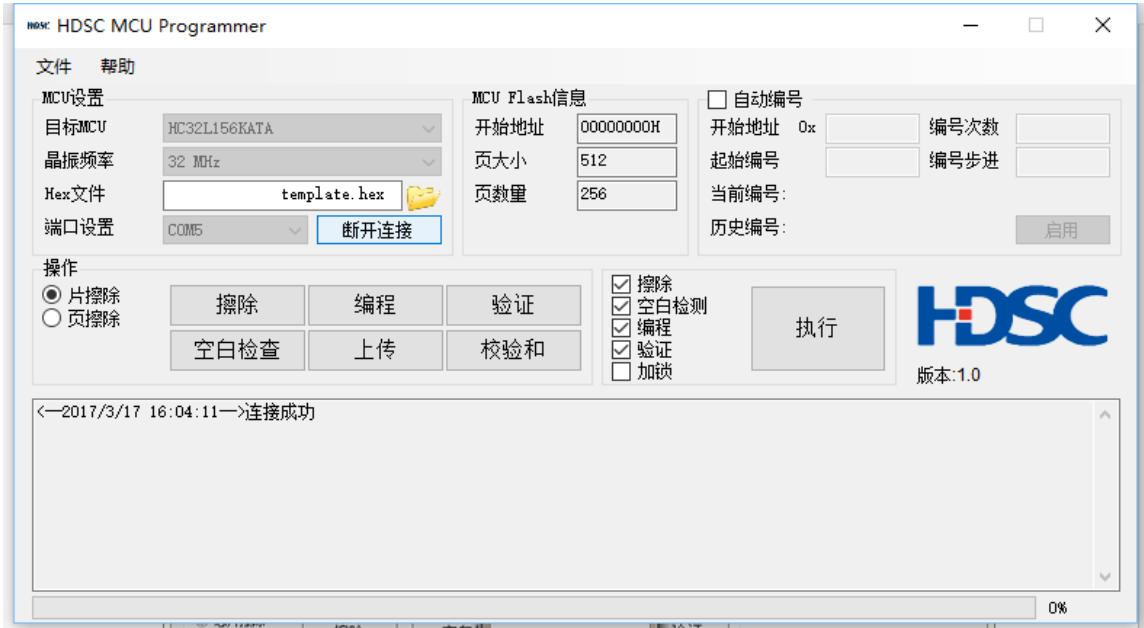 HDSC HDSC MCU Programmer
文件 帮助
MCU设置
目标MCU HC32L156KATA
晶振频率 32 MHz
Hex文件 template.hex
端口设置 COM5 断开连接
MCU Flash信息
开始地址 00000000H
页大小 512
页数量 256
自动编号
开始地址 0x 编号次数
起始编号 编号步进
当前编号:
历史编号: 启用
操作
片擦除
页擦除
擦除 编程 验证
空白检查 上传 校验和
擦除
空白检测
编程
验证
加锁
执行
HDSC
版本:1.0
<—2017/3/17 16:04:11—>连接成功
0%